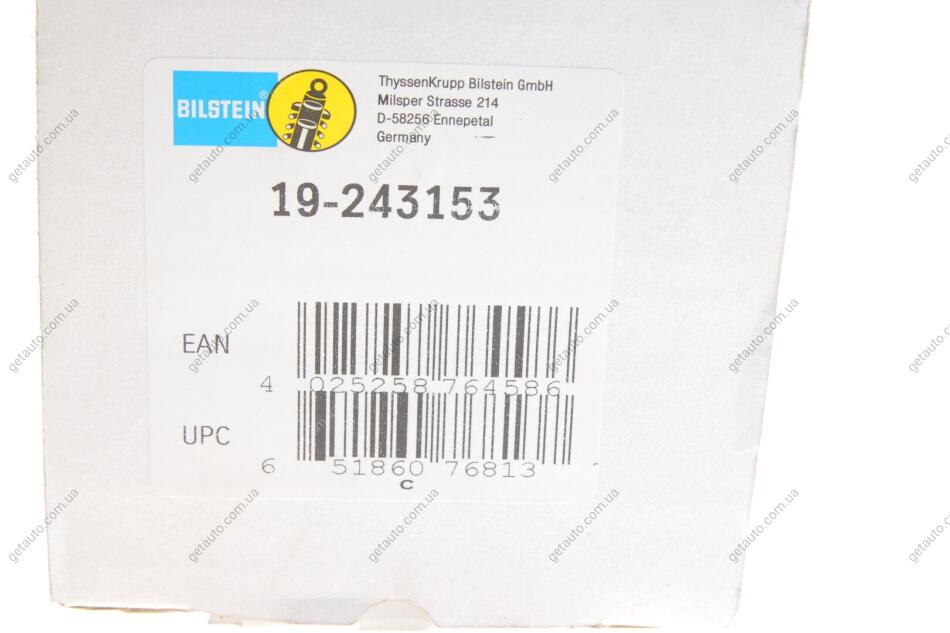 BILSTEIN®
ThyssenKrupp Bilstein GmbH
Milsper Strasse 214
D-58256 Ennepetal
Germany
19-243153
EAN
4 025258 764586
UPC
6 51860 76813
C
getauto.com.ua